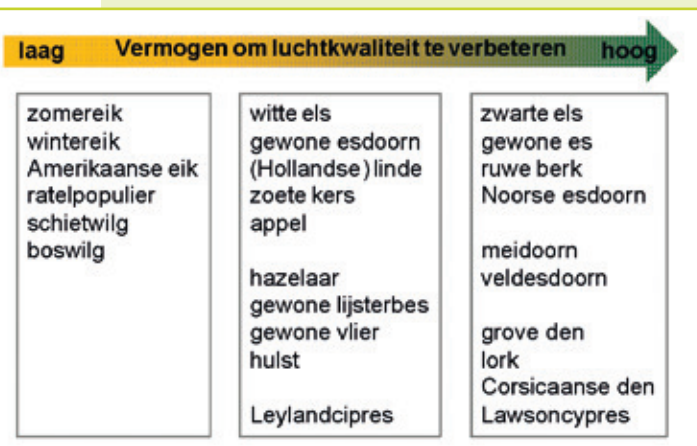 laag Vermogen om luchtkwaliteit te verbeteren hoog
zomereik
wintereik
Amerikaanse eik
ratelpopulier
schietwilg
boswilg
witte els
gewone esdoorn
(Hollandse) linde
zoete kers
appel
hazelaar
gewone lijsterbes
gewone vlier
hulst
Leylandcipres
zwarte els
gewone es
ruwe berk
Noorse esdoorn
meidoorn
veldesdoorn
grove den
lork
Corsicaanse den
Lawsoncypres